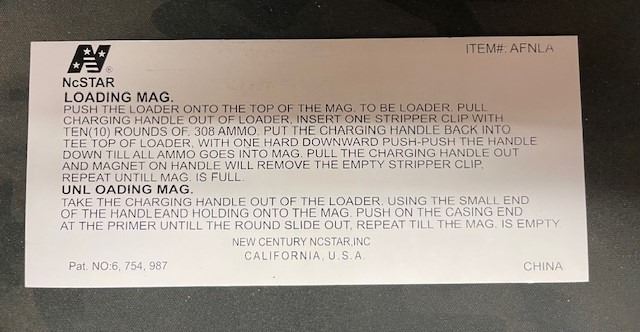 ITEM#: AFNLA
N
®
NcSTAR
LOADING MAG.
PUSH THE LOADER ONTO THE TOP OF THE MAG. TO BE LOADER. PULL
CHARGING HANDLE OUT OF LOADER, INSERT ONE STRIPPER CLIP WITH
TEN(10) ROUNDS OF. 308 AMMO. PUT THE CHARGING HANDLE BACK INTO
TEE TOP OF LOADER, WITH ONE HARD DOWNWARD PUSH-PUSH THE HANDLE
DOWN TILL ALL AMMO GOES INTO MAG. PULL THE CHARGING HANDLE OUT
AND MAGNET ON HANDLE WILL REMOVE THE EMPTY STRIPPER CLIP,
REPEAT UNTILL MAG. IS FULL.
UNL OADING MAG.
TAKE THE CHARGING HANDLE OUT OF THE LOADER. USING THE SMALL END
OF THE HANDLEAND HOLDING ONTO THE MAG. PUSH ON THE CASING END
AT THE PRIMER UNTILL THE ROUND SLIDE OUT, REPEAT TILL THE MAG. IS EMPTY.
NEW CENTURY NCSTAR,INC
CALIFORNIA, U.S.A.
Pat. NO:6, 754, 987
CHINA